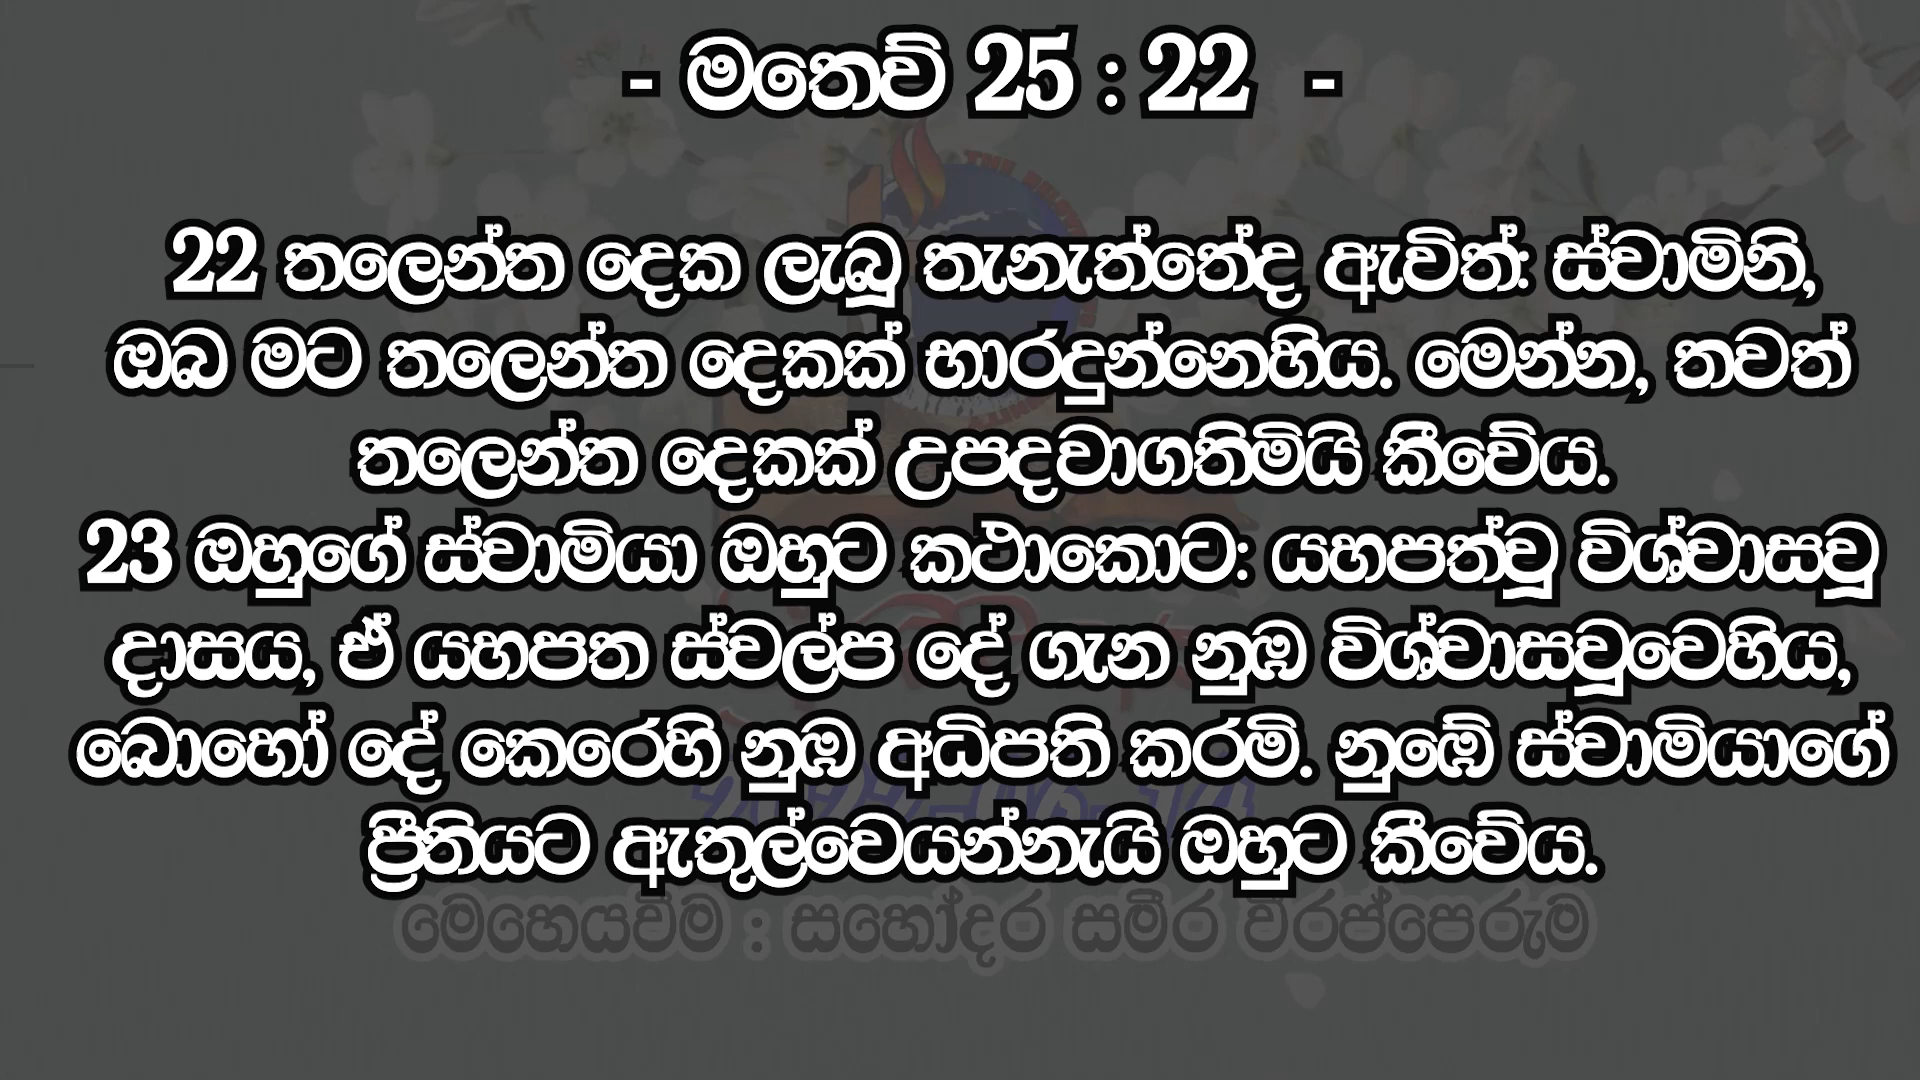 - මතෙව් 25 : 22 -
22 තලෙන්ත දෙක ලැබූ තැනැත්තේද ඇවිත්: ස්වාමිනි,
ඔබ මට තලෙන්ත දෙකක් භාරදුන්නෙහිය. මෙන්න, තවත්
තලෙන්ත දෙකක් උපදවාගතිමියි කීවේය.
23 ඔහුගේ ස්වාමියා ඔහුට කථාකොට: යහපත්වූ විශ්වාසවූ
දාසය, ඒ යහපත ස්වල්ප දේ ගැන නුඹ විශ්වාසවූවෙහිය,
බොහෝ දේ කෙරෙහි නුඹ අධිපති කරමි. නුඹේ ස්වාමියාගේ
ප්‍රීතියට ඇතුල්වෙයන්නැයි ඔහුට කීවේය.
මෙහෙයවීම : සහෝදර සමීර වීරප්පෙරුම